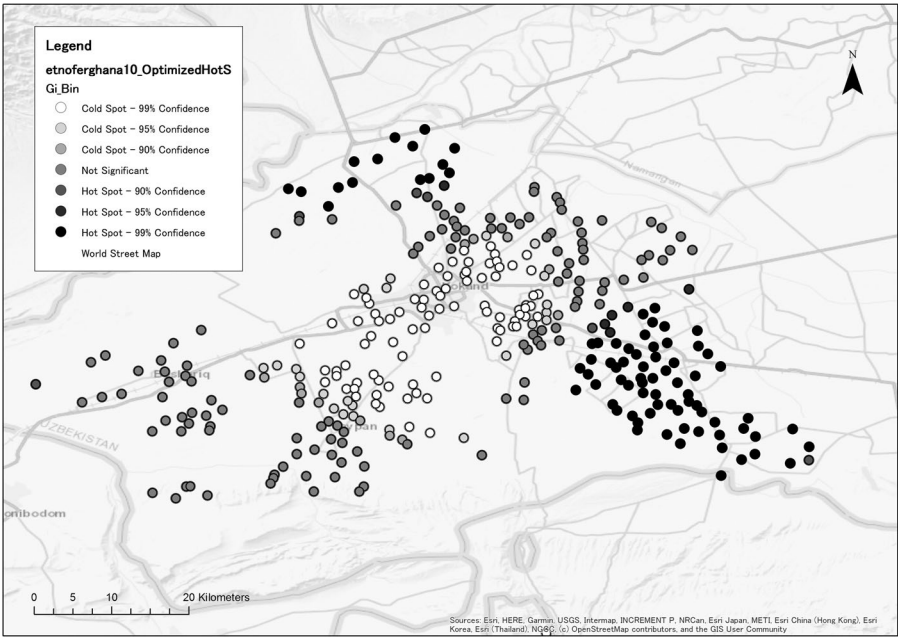 Legend
etnoferghana10_OptimizedHotS
Gi_Bin
Cold Spot - 99% Confidence
Cold Spot - 95% Confidence
Cold Spot - 90% Confidence
Not Significant
Hot Spot - 90% Confidence
Hot Spot - 95% Confidence
Hot Spot - 99% Confidence
World Street Map
N
Namangan
UZBEKISTAN
onibodom
0 5 10 20 Kilometers
Sources: Esri, HERE, Garmin, USGS, Intermap, INCREMENT P, NRCan, Esri Japan, METI, Esri China (Hong Kong), Esri
Korea, Esri (Thailand), NGCC, (c) OpenStreetMap contributors, and the GIS User Community